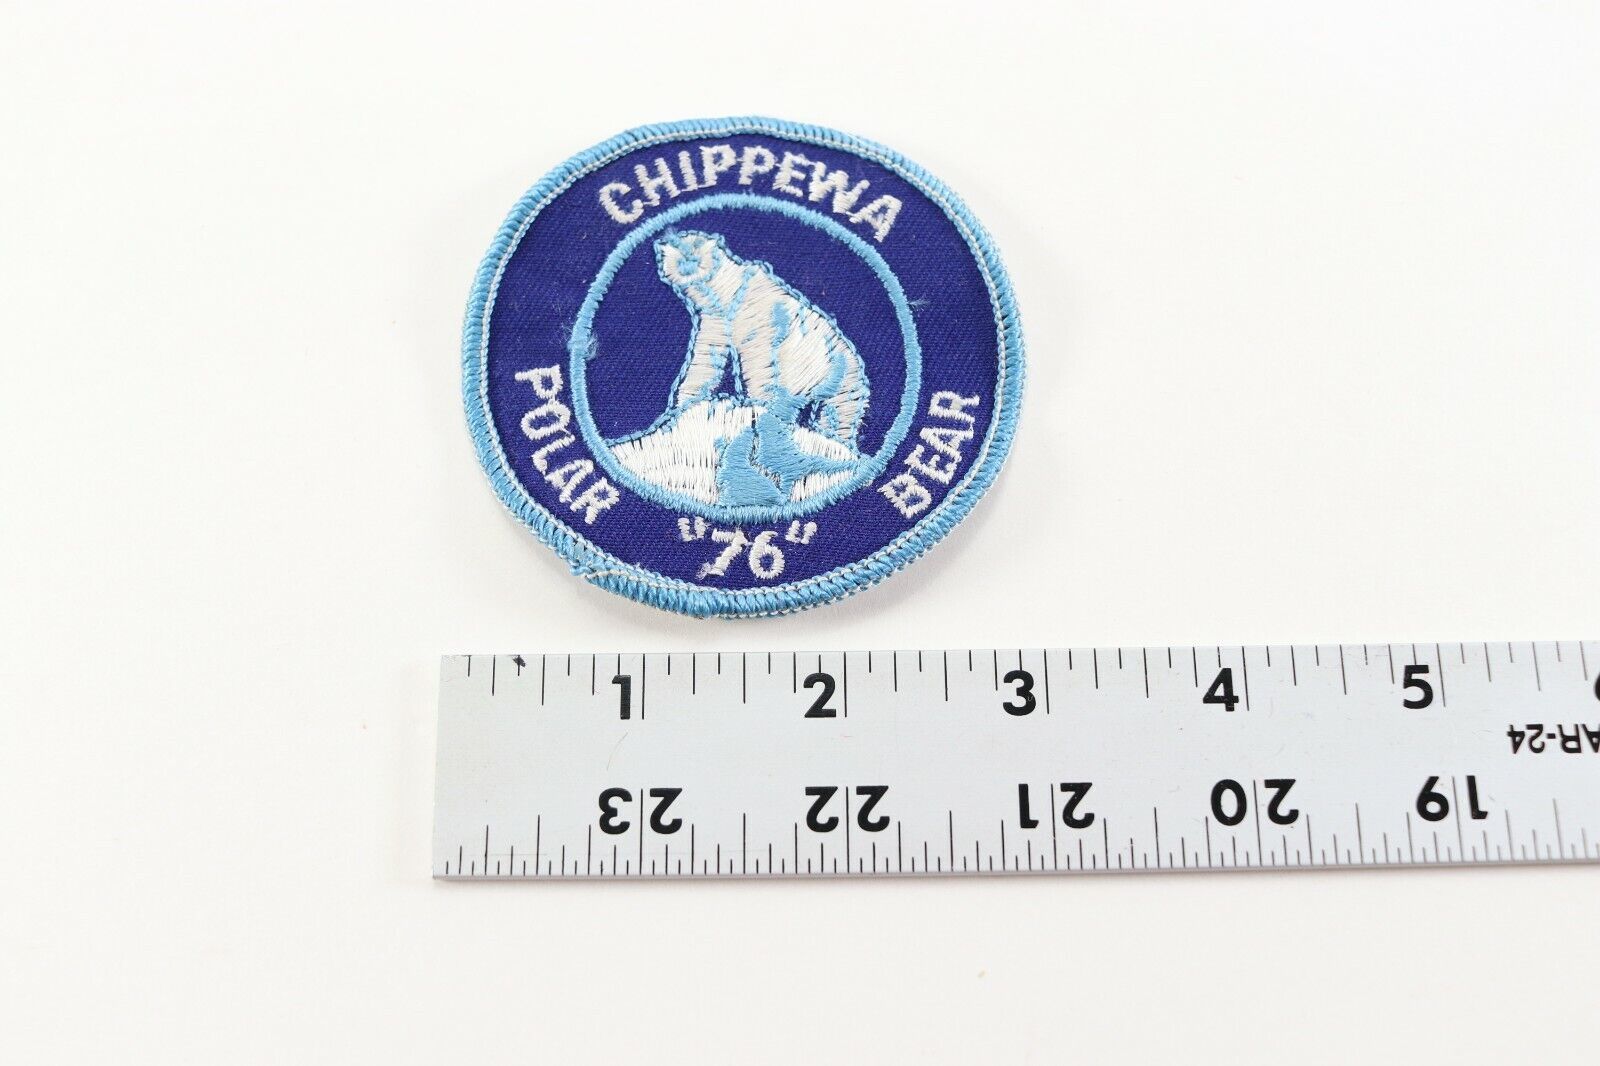 CHIPPEWA
POLAR BEAR
"76"
1 2 3 4 5
AR-24
23 22 21 20 19